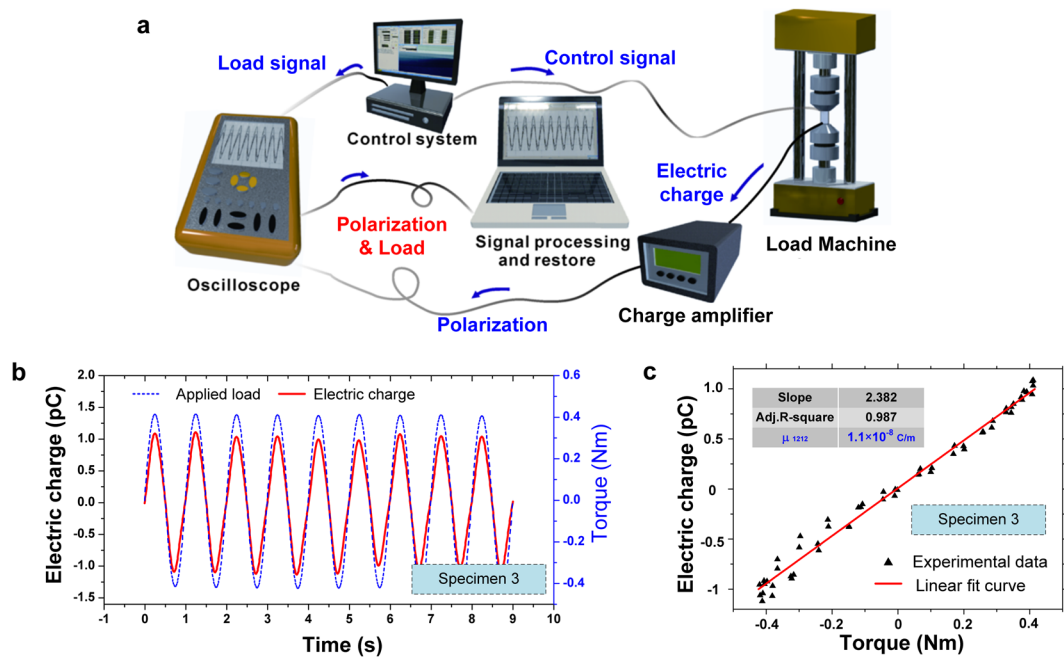 a
Load signal
Control signal
Control system
Electric
charge
Polarization
& Load
Signal processing
and restore
Load Machine
Oscilloscope
Polarization
Charge amplifier
b
2.0
1.5
1.0
0.5
0.0
-0.5
-1.0
-1.5
Electric charge (pC)
Applied load
Electric charge
0.6
0.4
0.2
0.0
-0.2
-0.4
Torque (Nm)
Specimen 3
-1 0 1 2 3 4 5 6 7 8 9 10
Time (s)
c
1.0
0.5
0
-0.5
-1
Electric charge (pC)
Slope 2.382
Adj.R-square 0.987
μ 1212 1.1×10-8 C/m
Specimen 3
Experimental data
Linear fit curve
-0.4 -0.2 0 0.2 0.4
Torque (Nm)